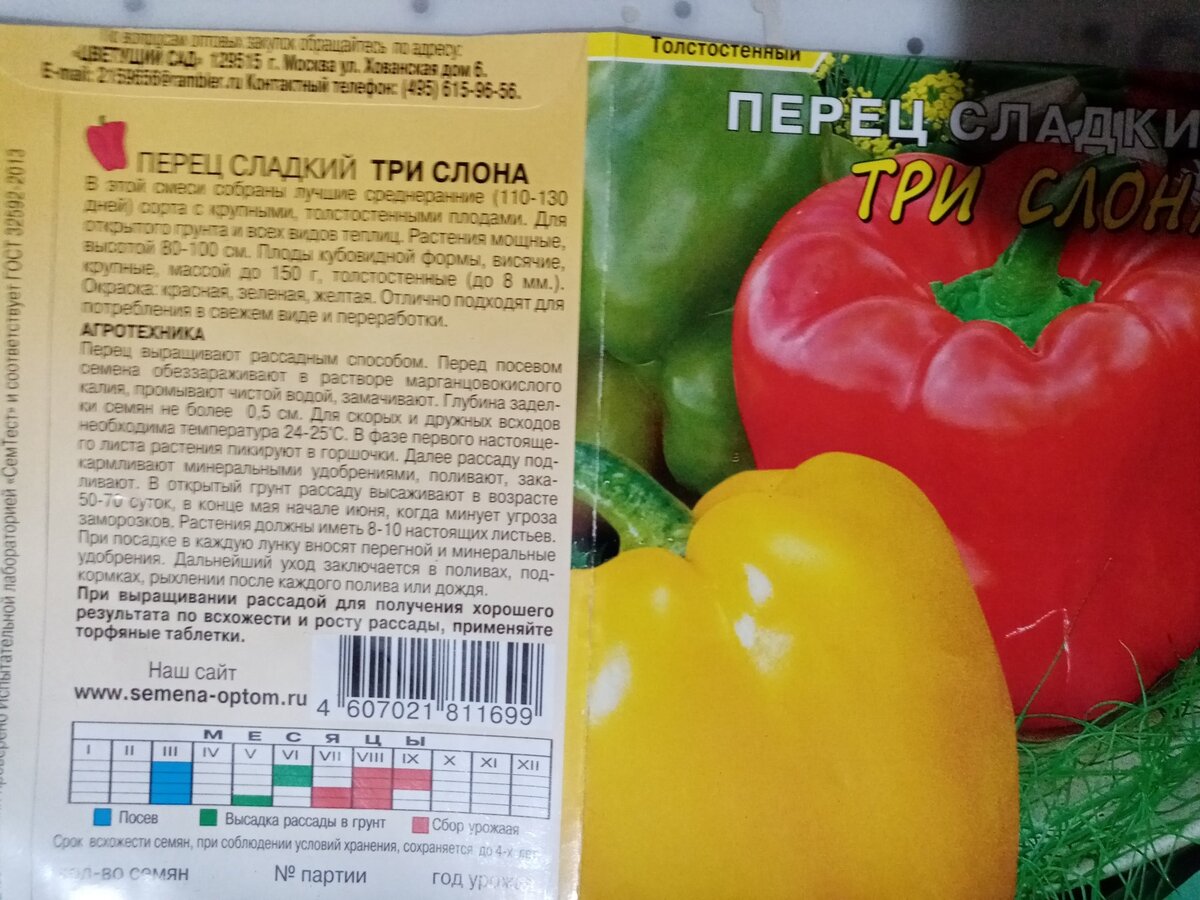 По вопросам оптовых закупок обращайтесь по адресу:
«ЦВЕТУЩИЙ САД» 129515 г. Москва ул. Хованская дом 6.
E-mail: 2159656@rambler.ru Контактный телефон: (495) 615-96-56.
ПЕРЕЦ СЛАДКИЙ ТРИ СЛОНА
В этой смеси собраны лучшие среднеранние (110-130
дней) сорта с крупными, толстостенными плодами. Для
открытого грунта и всех видов теплиц. Растения мощные,
высотой 80-100 см. Плоды кубовидной формы, висячие,
крупные, массой до 150 г, толстостенные (до 8 мм.).
Окраска: красная, зеленая, желтая. Отлично подходят для
потребления в свежем виде и переработки.
АГРОТЕХНИКА
Перец выращивают рассадным способом. Перед посевом
семена обеззараживают в растворе марганцовокислого
калия, промывают чистой водой, замачивают. Глубина задел-
ки семян не более 0,5 см. Для скорых и дружных всходов
необходима температура 24-25°С. В фазе первого настояще-
го листа растения пикируют в горшочки. Далее рассаду под-
кармливают минеральными удобрениями, поливают, зака-
ливают. В открытый грунт рассаду высаживают в возрасте
50-70 суток, в конце мая начале июня, когда минует угроза
заморозков. Растения должны иметь 8-10 настоящих листьев.
При посадке в каждую лунку вносят перегной и минеральные
удобрения. Дальнейший уход заключается в поливах, под-
кормках, рыхлении после каждого полива или дождя.
При выращивании рассадой для получения хорошего
результата по всхожести и росту рассады, применяйте
торфяные таблетки.
Наш сайт
www.semena-optom.ru
4 607021 811699
МЕСЯЦЫ
I II III IV V VI VII VIII IX X XI XII
Посев Высадка рассады в грунт Сбор урожая
Срок всхожести семян, при соблюдении условий хранения, сохраняется до 4-х лет
кол-во семян № партии год урожая
Испытательной лабораторией «СемТест» и соответствует ГОСТ 32592-2013
Толстостенный
ПЕРЕЦ СЛАДКИ
ТРИ СЛОНА